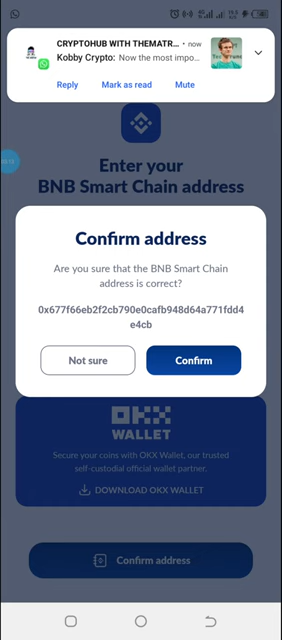 CRYPTOHUB WITH THEMATR... • now
Kobby Crypto: Now the most impo...
Reply Mark as read Mute
Enter your
BNB Smart Chain address
Confirm address
Are you sure that the BNB Smart Chain
address is correct?
0x677f66eb2f2cb790e0cafb948d64a771fdd4
e4cb
Not sure Confirm
OKX
WALLET
Secure your coins with OKX Wallet, our trusted
self-custodial official wallet partner.
DOWNLOAD OKX WALLET
Confirm address